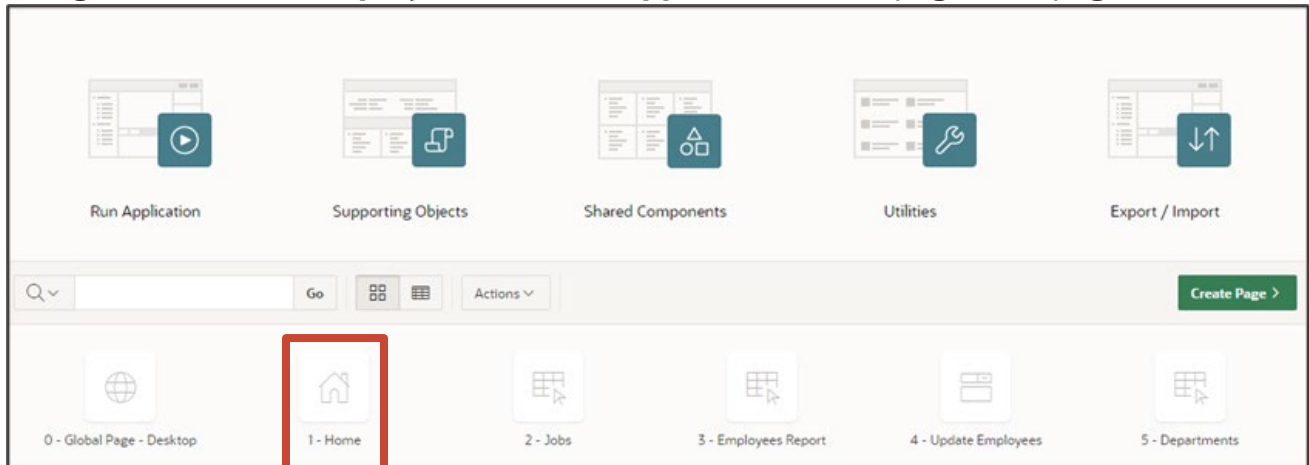 Run Application
Supporting Objects
Shared Components
Utilities
Export / Import
Go
Actions
Create Page >
0 - Global Page - Desktop
1 - Home
2 - Jobs
3 - Employees Report
4 - Update Employees
5 - Departments